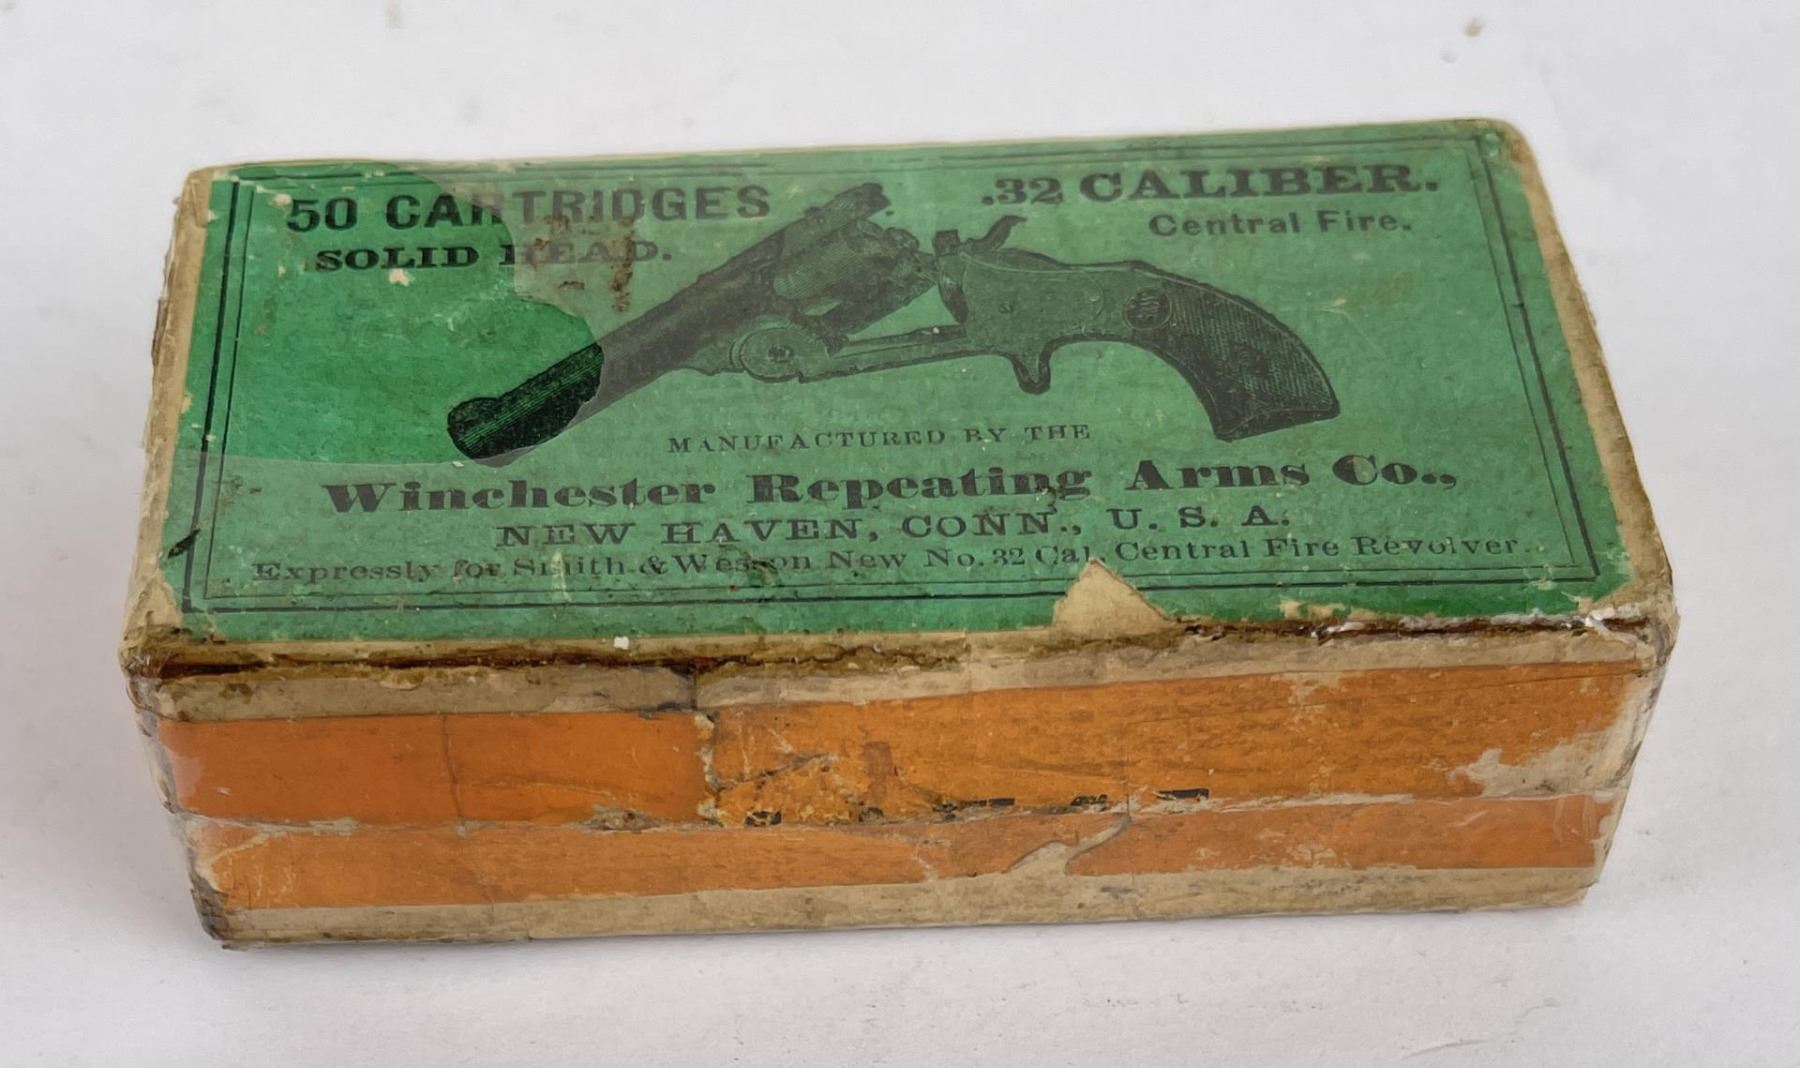 50 CARTRIDGES
SOLID HEAD.
.32 CALIBER.
Central Fire.
MANUFACTURED BY THE
Winchester Repeating Arms Co.,
NEW HAVEN, CONN., U. S. A.
Expressly for Smith & Wesson New No. 32 Cal. Central Fire Revolver.